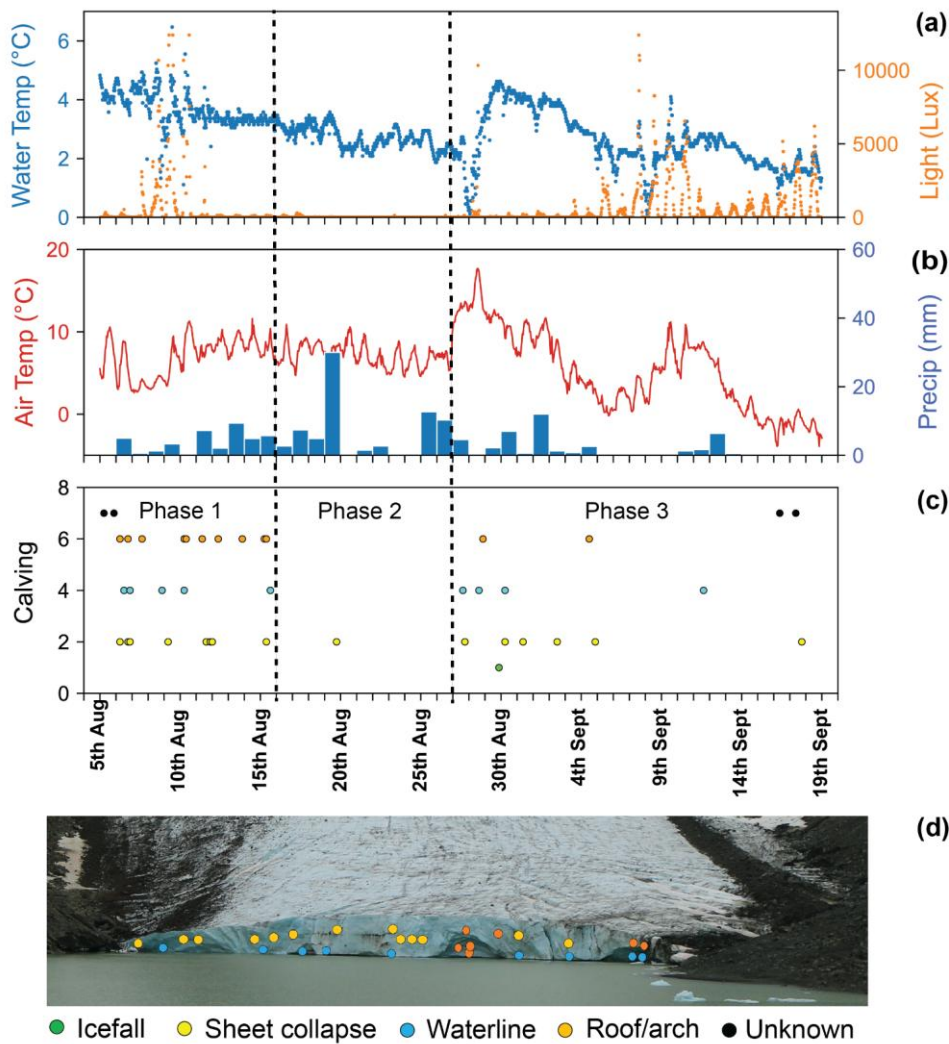 (a)
Water Temp (°C)
6
4
2
0
Light (Lux)
10000
5000
0
(b)
Air Temp (°C)
20
10
0
Precip (mm)
60
40
20
0
(c)
Calving
8
6
4
2
0
Phase 1
Phase 2
Phase 3
5th Aug
10th Aug
15th Aug
20th Aug
25th Aug
30th Aug
4th Sept
9th Sept
14th Sept
19th Sept
(d)
Icefall
Sheet collapse
Waterline
Roof/arch
Unknown